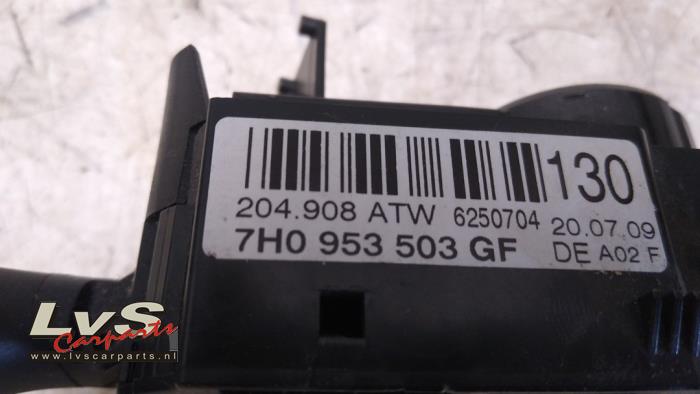 130
204.908 ATW 6250704 20.07.09
7H0 953 503 GF DE A02 F
LvS
Carparts
www.lvscarparts.nl